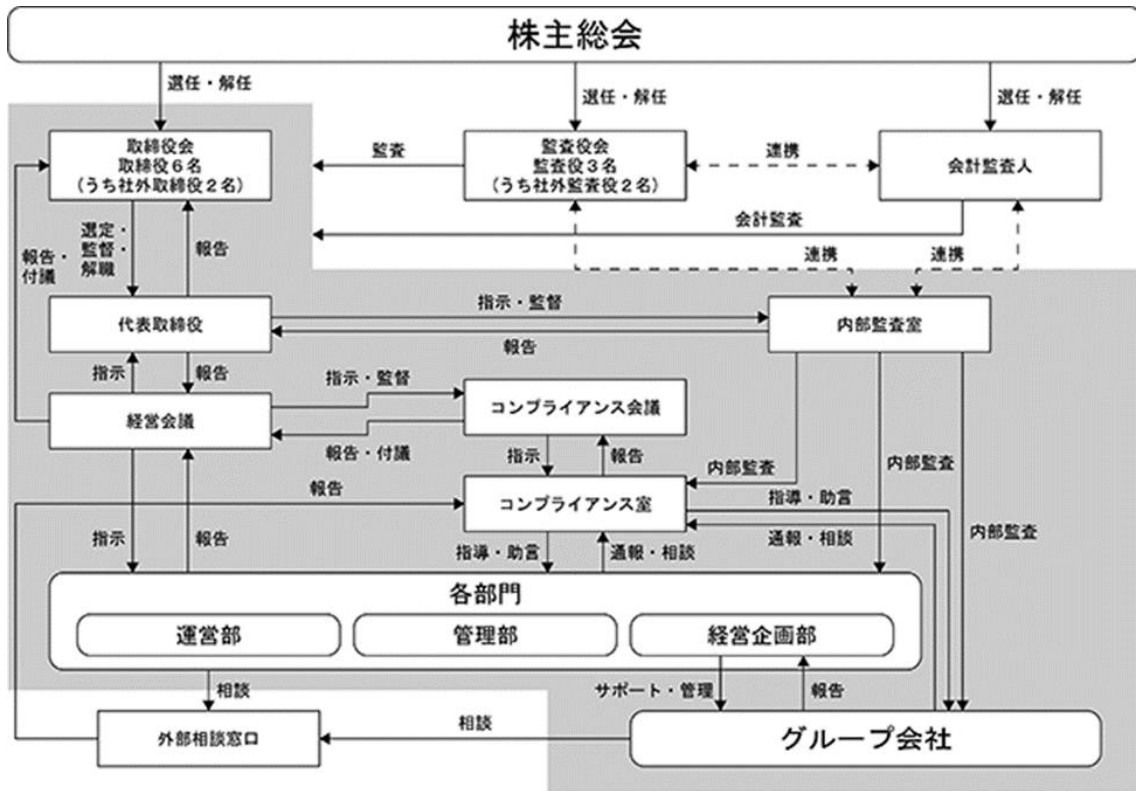 株主総会
選任・解任
選任・解任
選任・解任
取締役会
取締役6名
(うち社外取締役2名)
監査
監査役会
監査役3名
(うち社外監査役2名)
連携
会計監査人
会計監査
報告・
付議
選定・
監督・
解職
報告
連携
連携
代表取締役
指示・監督
報告
内部監査室
指示
報告
経営会議
指示・監督
報告・付議
コンプライアンス会議
指示
報告
内部監査
内部監査
内部監査
報告
コンプライアンス室
指導・助言
通報・相談
指示
報告
指導・助言
通報・相談
各部門
運営部
管理部
経営企画部
相談
サポート・管理
報告
外部相談窓口
相談
グループ会社